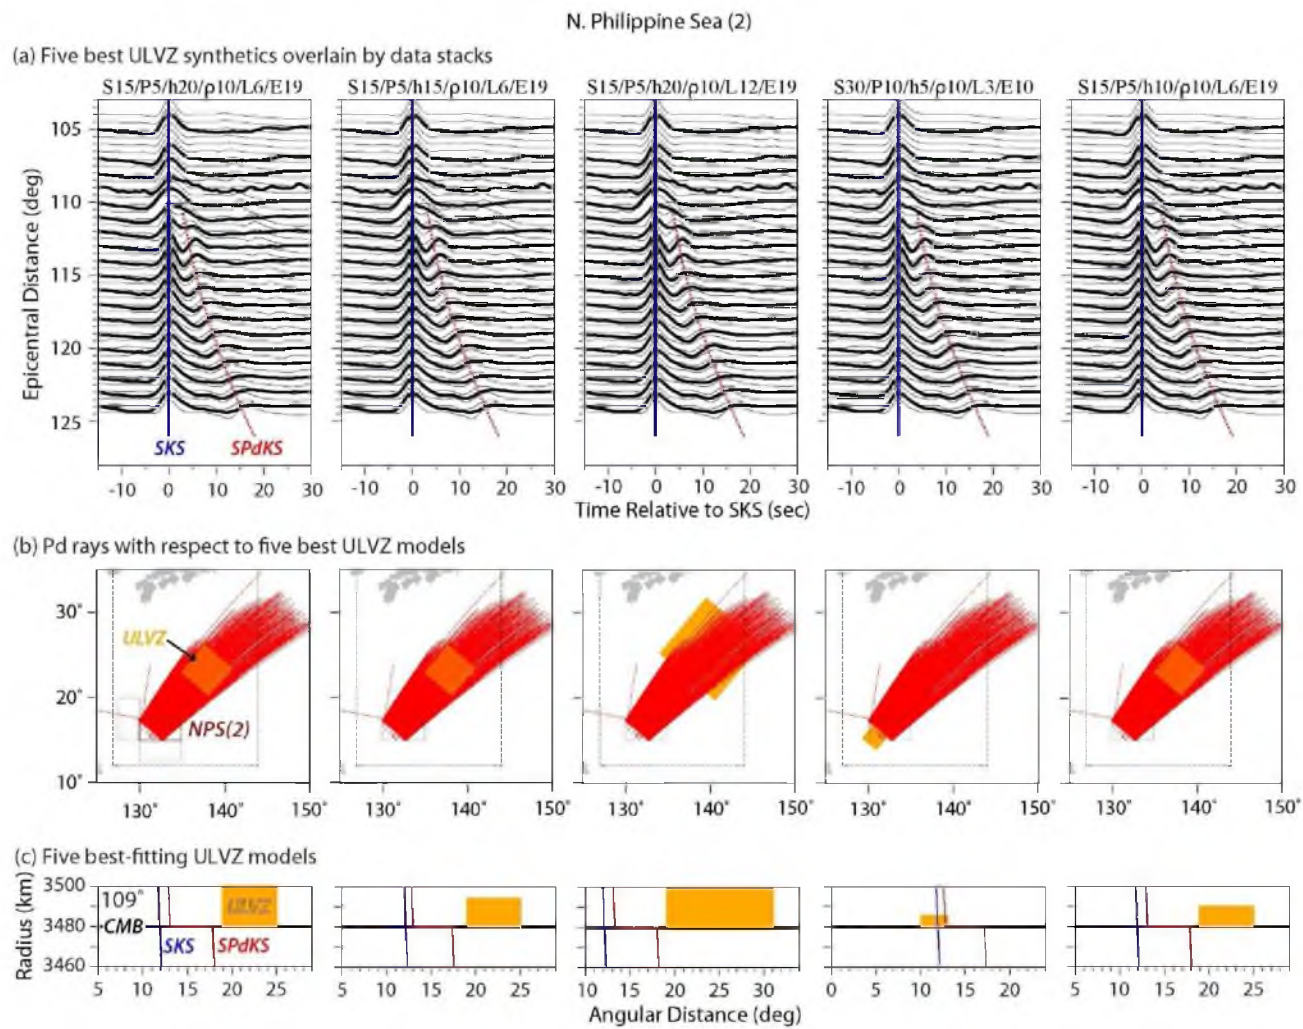 N. Philippine Sea (2)
(a) Five best ULVZ synthetics overlain by data stacks
S15/P5/h20/ρ10/L6/E19 S15/P5/h15/ρ10/L6/E19 S15/P5/h20/ρ10/L12/E19 S30/P10/h5/ρ10/L3/E10 S15/P5/h10/ρ10/L6/E19
Epicentral Distance (deg)
105
110
115
120
125
SKS SPdKS
-10 0 10 20 30 -10 0 10 20 30 -10 0 10 20 30 -10 0 10 20 30 -10 0 10 20 30
Time Relative to SKS (sec)
(b) Pd rays with respect to five best ULVZ models
30°
ULVZ
20°
NPS(2)
10°
130° 140° 150° 130° 140° 150° 130° 140° 150° 130° 140° 150° 130° 140° 150°
(c) Five best-fitting ULVZ models
Radius (km)
3500
109° ULVZ
3480 CMB
SKS SPdKS
3460
5 10 15 20 25 5 10 15 20 25 10 15 20 25 30 0 5 10 15 20 5 10 15 20 25
Angular Distance (deg)